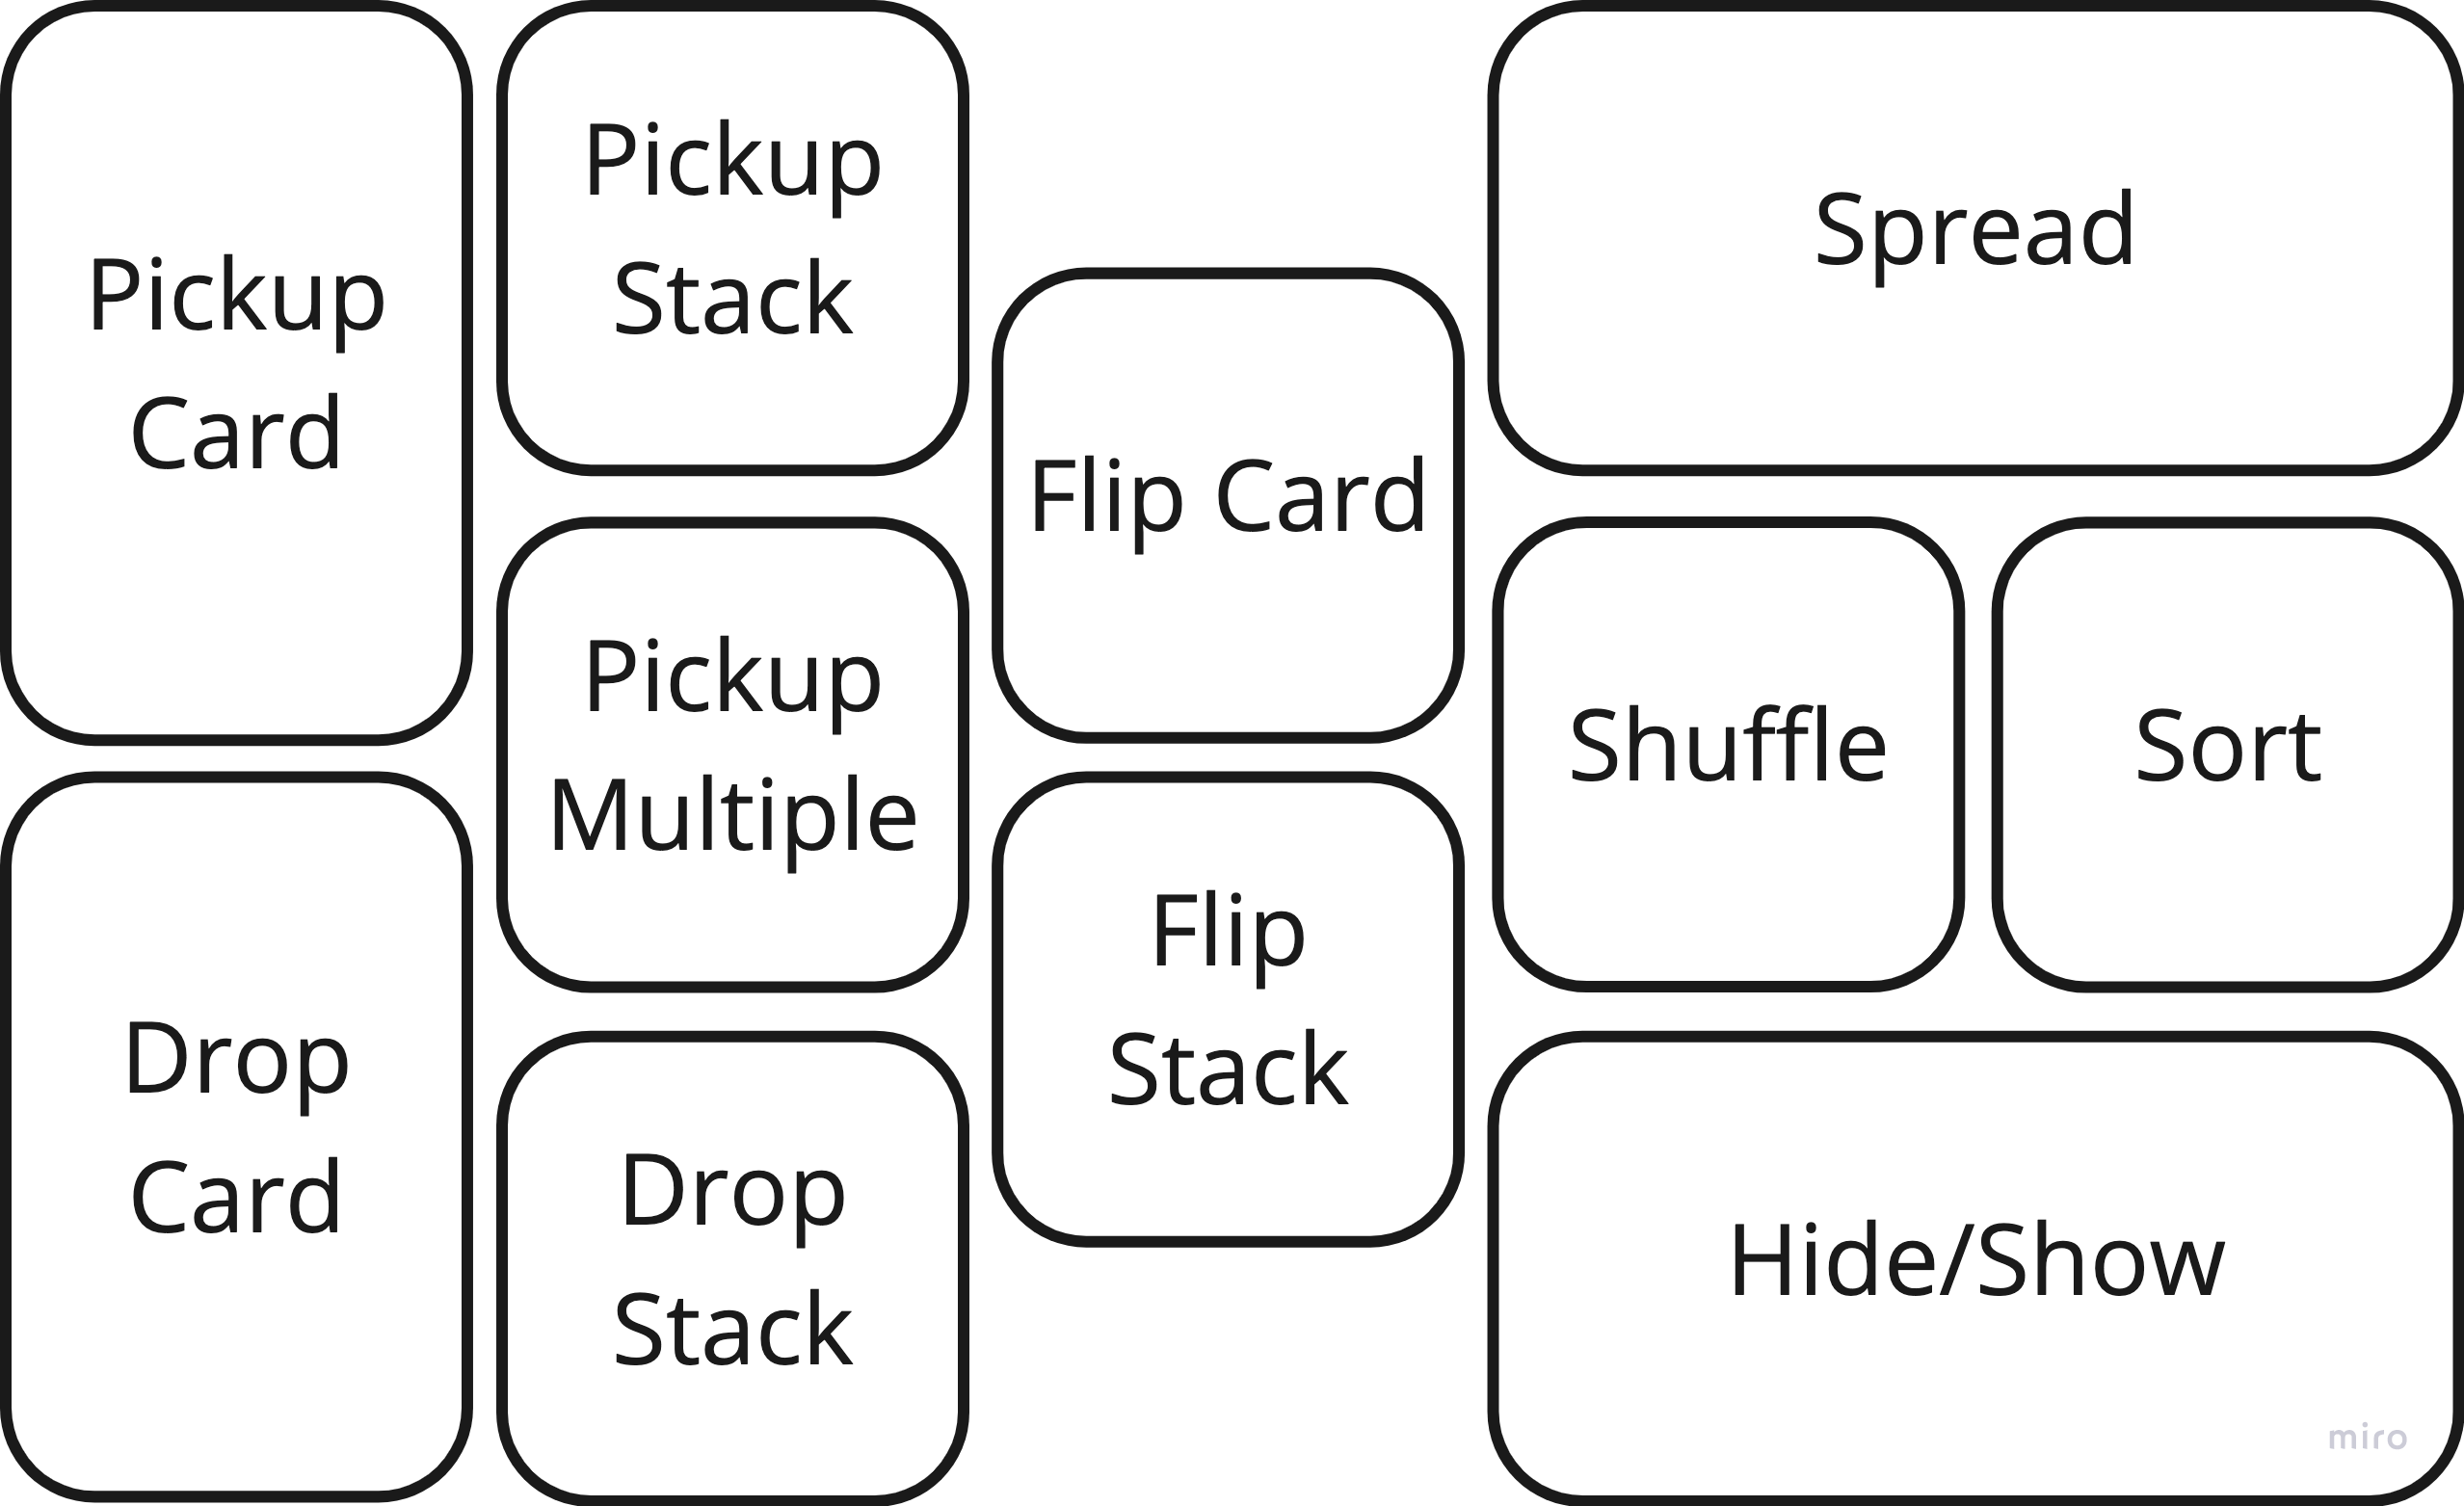 Pickup
Card
Pickup
Stack
Spread
Flip Card
Pickup
Multiple
Shuffle
Sort
Drop
Card
Flip
Stack
Drop
Stack
Hide/Show
miro